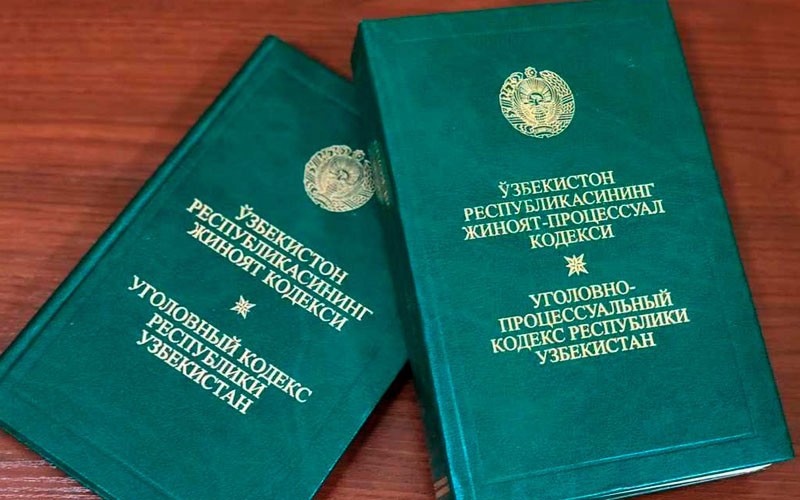 ЎЗБЕКИСТОН
РЕСПУБЛИКАСИНИНГ
ЖИНОЯТ КОДЕКСИ
УГОЛОВНЫЙ КОДЕКС
РЕСПУБЛИКИ
УЗБЕКИСТАН
ЎЗБЕКИСТОН
РЕСПУБЛИКАСИНИНГ
ЖИНОЯТ-ПРОЦЕССУАЛ
КОДЕКСИ
УГОЛОВНО-
ПРОЦЕССУАЛЬНЫЙ
КОДЕКС РЕСПУБЛИКИ
УЗБЕКИСТАН